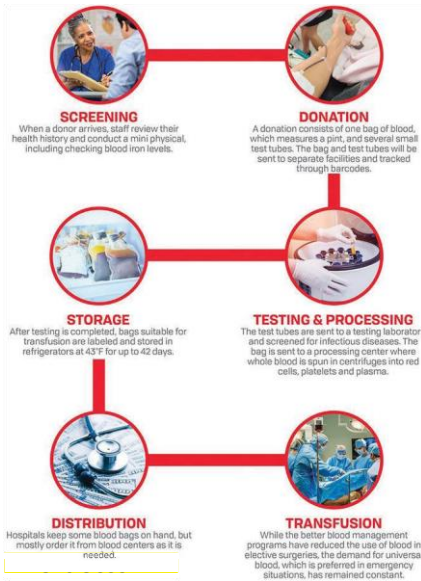 SCREENING
When a donor arrives, staff review their
health history and conduct a mini physical,
including checking blood iron levels.
DONATION
A donation consists of one bag of blood,
which measures a pint, and several small
test tubes. The bag and test tubes will be
sent to separate facilities and tracked
through barcodes.
TESTING & PROCESSING
The test tubes are sent to a testing laborator
and screened for infectious diseases. The
bag is sent to a processing center where
whole blood is spun in centrifuges into red
cells, platelets and plasma.
STORAGE
After testing is completed, bags suitable for
transfusion are labeled and stored in
refrigerators at 43°F for up to 42 days.
DISTRIBUTION
Hospitals keep some blood bags on hand, but
mostly order it from blood centers as it is
needed.
TRANSFUSION
While the better blood management
programs have reduced the use of blood in
elective surgeries, the demand for universa
blood, which is preferred in emergency
situations, has remained constant.